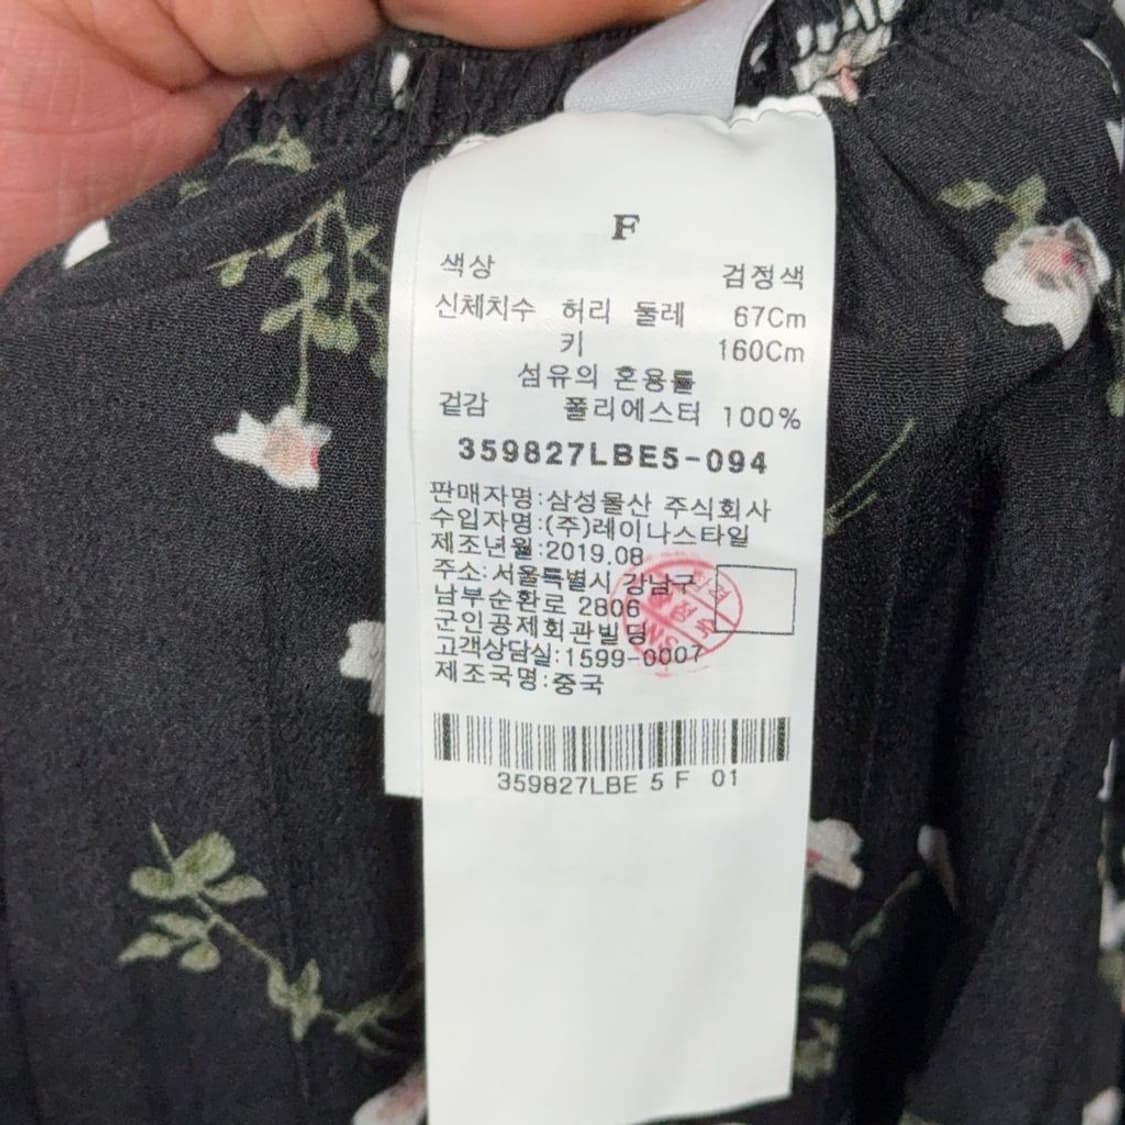 F
색상 검정색
신체치수 허리 둘레 67Cm
키 160Cm
섬유의 혼용률
겉감 폴리에스터 100%
359827LBE5-094
판매자명:삼성물산 주식회사
수입자명:(주)레이나스타일
제조년월:2019.08
주소:서울특별시 강남구
남부순환로 2806
군인공제회관빌딩
고객상담실:1599-0007
제조국명:중국
359827LBE 5 F 01